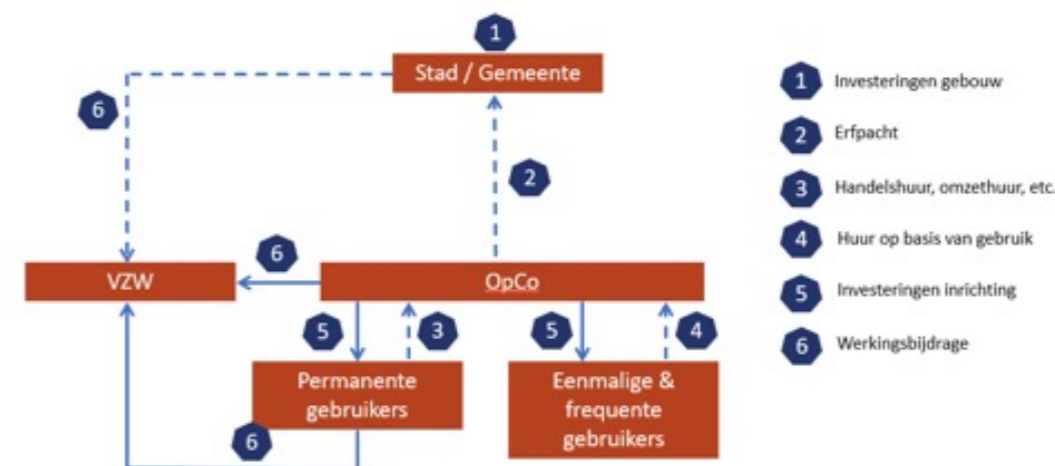 1
Stad / Gemeente
6
2
6
VZW
OpCo
5
3
5
4
Permanente
gebruikers
6
Eenmalige &
frequente
gebruikers
1 Investeringen gebouw
2 Erfpacht
3 Handelshuur, omzethuur, etc.
4 Huur op basis van gebruik
5 Investeringen inrichting
6 Werkingsbijdrage